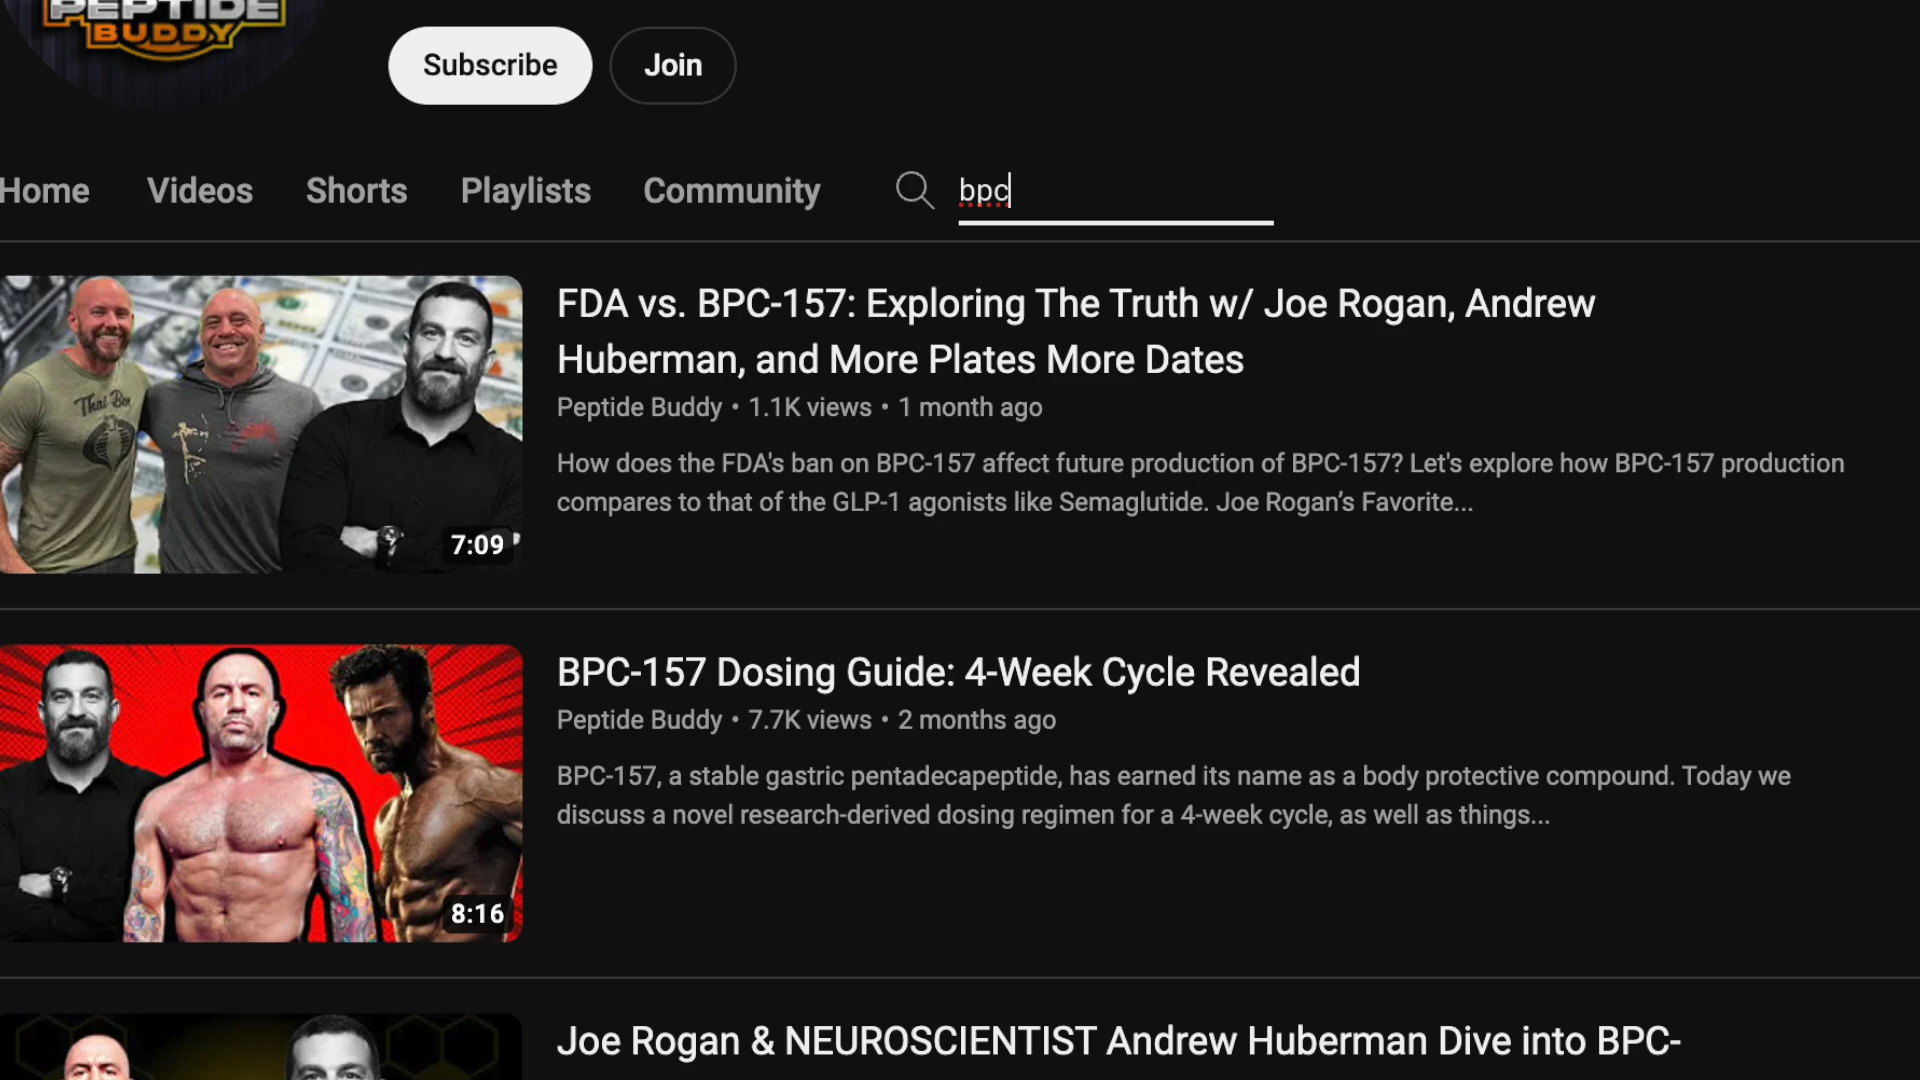 PEPTIDE
BUDDY
Subscribe
Join
Home
Videos
Shorts
Playlists
Community
bpc
FDA vs. BPC-157: Exploring The Truth w/ Joe Rogan, Andrew
Huberman, and More Plates More Dates
Peptide Buddy • 1.1K views • 1 month ago
How does the FDA's ban on BPC-157 affect future production of BPC-157? Let's explore how BPC-157 production
compares to that of the GLP-1 agonists like Semaglutide. Joe Rogan’s Favorite...
7:09
BPC-157 Dosing Guide: 4-Week Cycle Revealed
Peptide Buddy • 7.7K views • 2 months ago
BPC-157, a stable gastric pentadecapeptide, has earned its name as a body protective compound. Today we
discuss a novel research-derived dosing regimen for a 4-week cycle, as well as things...
8:16
Joe Rogan & NEUROSCIENTIST Andrew Huberman Dive into BPC-